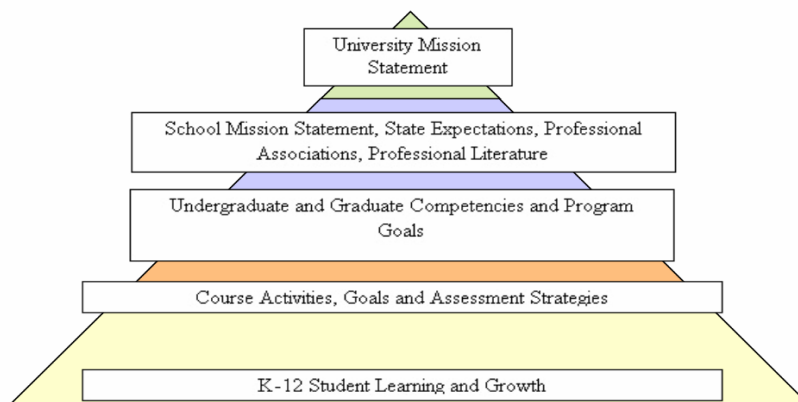 University Mission
Statement
School Mission Statement, State Expectations, Professional
Associations, Professional Literature
Undergraduate and Graduate Competencies and Program
Goals
Course Activities, Goals and Assessment Strategies
K-12 Student Learning and Growth